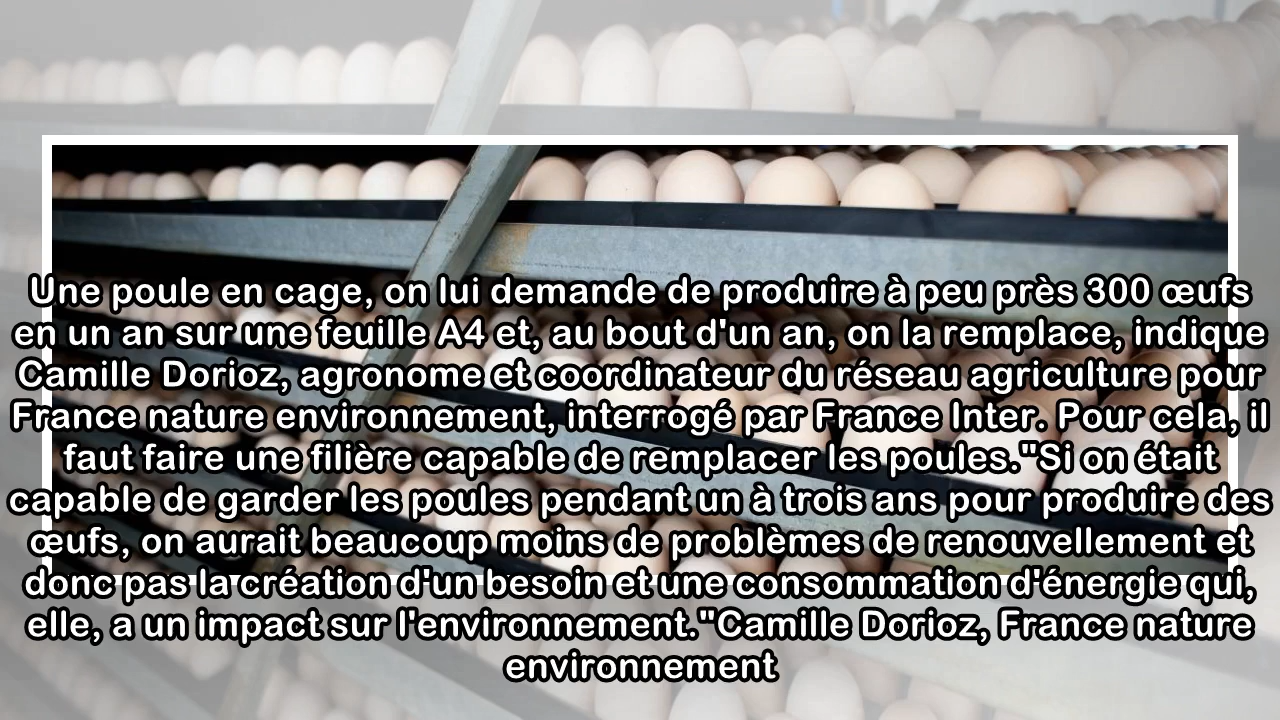 Une poule en cage, on lui demande de produire à peu près 300 œufs
en un an sur une feuille A4 et, au bout d'un an, on la remplace, indique
Camille Dorioz, agronome et coordinateur du réseau agriculture pour
France nature environnement, interrogé par France Inter. Pour cela, il
faut faire une filière capable de remplacer les poules."Si on était
capable de garder les poules pendant un à trois ans pour produire des
œufs, on aurait beaucoup moins de problèmes de renouvellement et
donc pas la création d'un besoin et une consommation d'énergie qui,
elle, a un impact sur l'environnement."Camille Dorioz, France nature
environnement